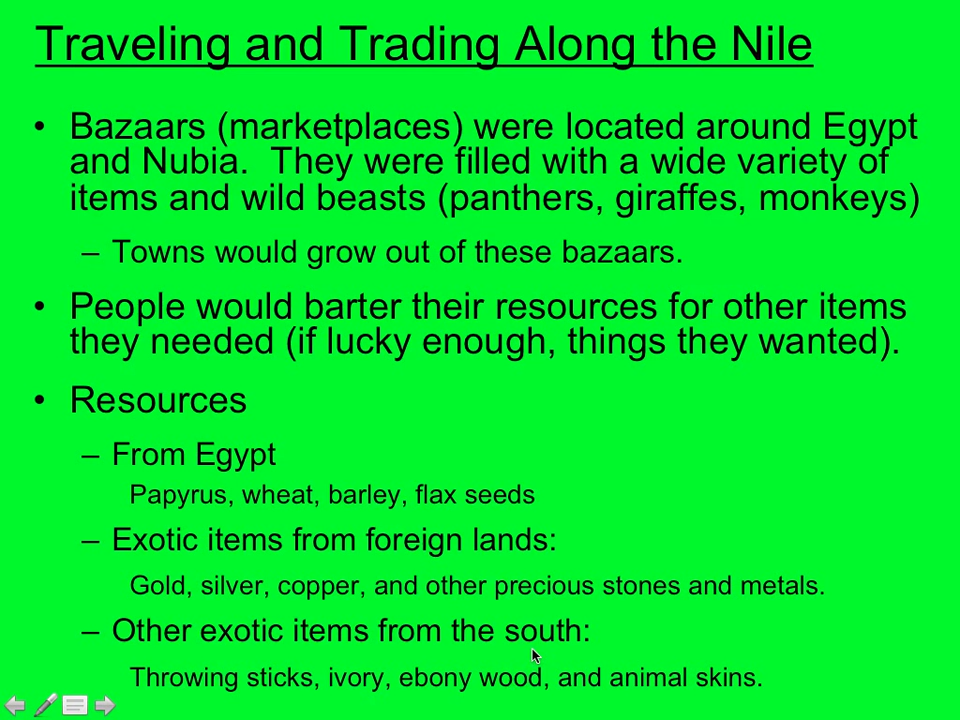 Traveling and Trading Along the Nile
• Bazaars (marketplaces) were located around Egypt
and Nubia.  They were filled with a wide variety of
items and wild beasts (panthers, giraffes, monkeys)
– Towns would grow out of these bazaars.
• People would barter their resources for other items
they needed (if lucky enough, things they wanted).
• Resources
– From Egypt
Papyrus, wheat, barley, flax seeds
– Exotic items from foreign lands:
Gold, silver, copper, and other precious stones and metals.
– Other exotic items from the south:
Throwing sticks, ivory, ebony wood, and animal skins.